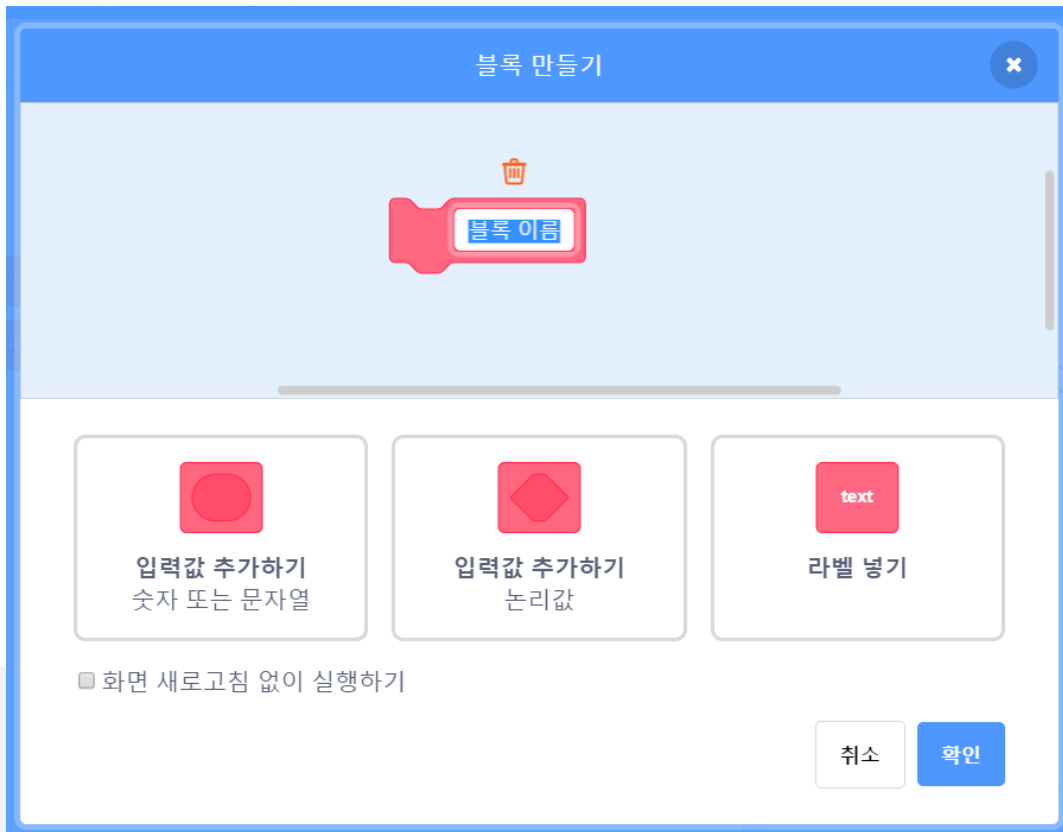 블록 만들기
블록 이름
text
입력값 추가하기
숫자 또는 문자열
입력값 추가하기
논리값
라벨 넣기
화면 새로고침 없이 실행하기
취소
확인